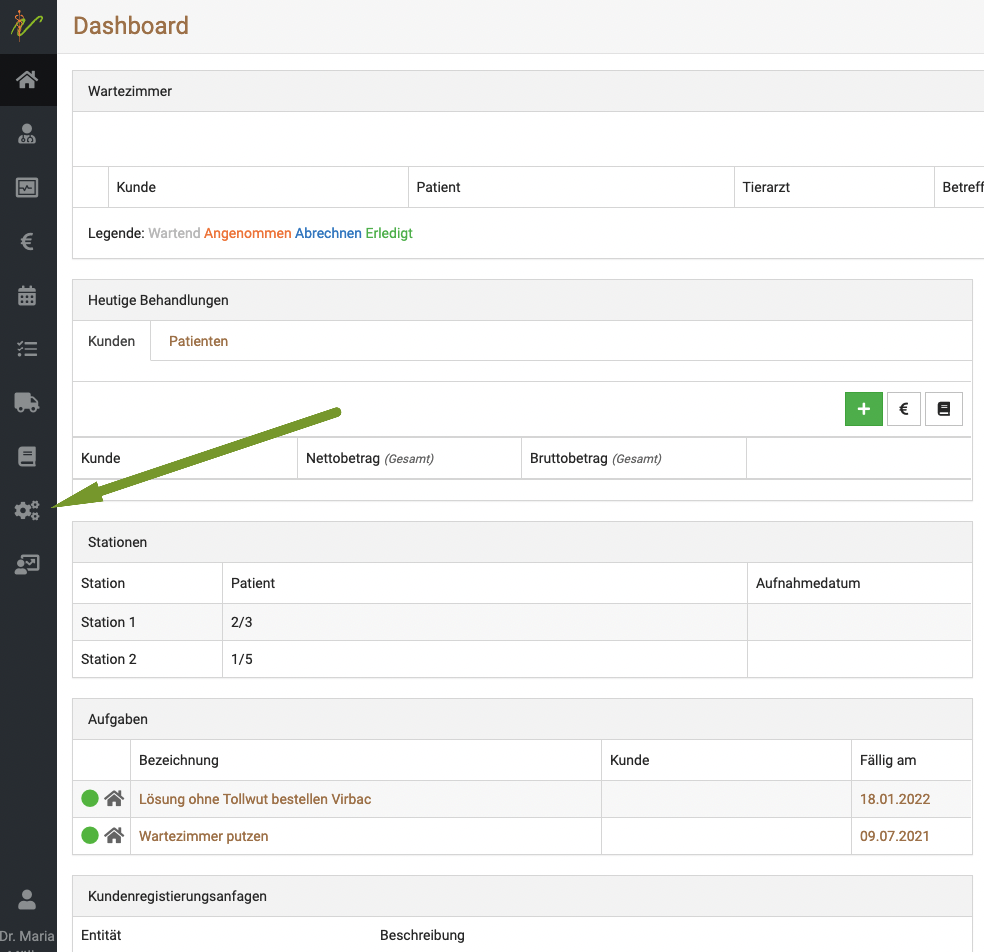 Dashboard
Wartezimmer
Kunde Patient Tierarzt Betreff
Legende: Wartend Angenommen Abrechnen Erledigt
Heutige Behandlungen
Kunden Patienten
+ €
Kunde Nettobetrag (Gesamt) Bruttobetrag (Gesamt)
Stationen
Station Patient Aufnahmedatum
Station 1 2/3
Station 2 1/5
Aufgaben
Bezeichnung Kunde Fällig am
Lösung ohne Tollwut bestellen Virbac 18.01.2022
Wartezimmer putzen 09.07.2021
Kundenregistierungsanfagen
Entität Beschreibung
Dr. Maria